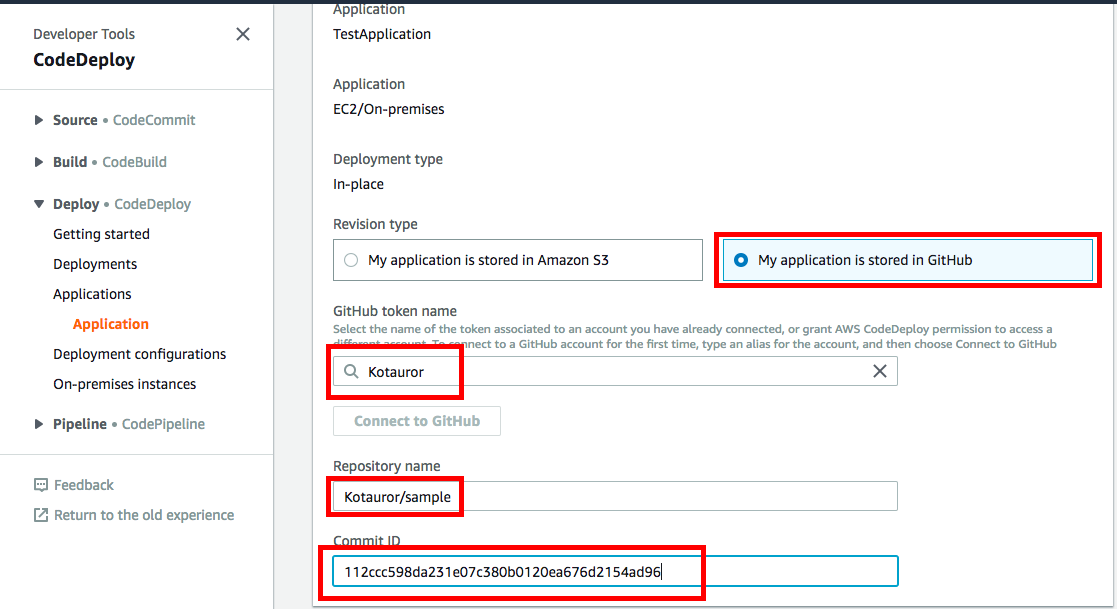 Developer Tools
CodeDeploy
Source • CodeCommit
Build • CodeBuild
Deploy • CodeDeploy
Getting started
Deployments
Applications
Application
Deployment configurations
On-premises instances
Pipeline • CodePipeline
Feedback
Return to the old experience
Application
TestApplication
Application
EC2/On-premises
Deployment type
In-place
Revision type
My application is stored in Amazon S3
My application is stored in GitHub
GitHub token name
Select the name of the token associated to an account you have already connected, or grant AWS CodeDeploy permission to access a
different account. To connect to a GitHub account for the first time, type an alias for the account, and then choose Connect to GitHub
Kotauror
Connect to GitHub
Repository name
Kotauror/sample
Commit ID
112ccc598da231e07c380b0120ea676d2154ad96